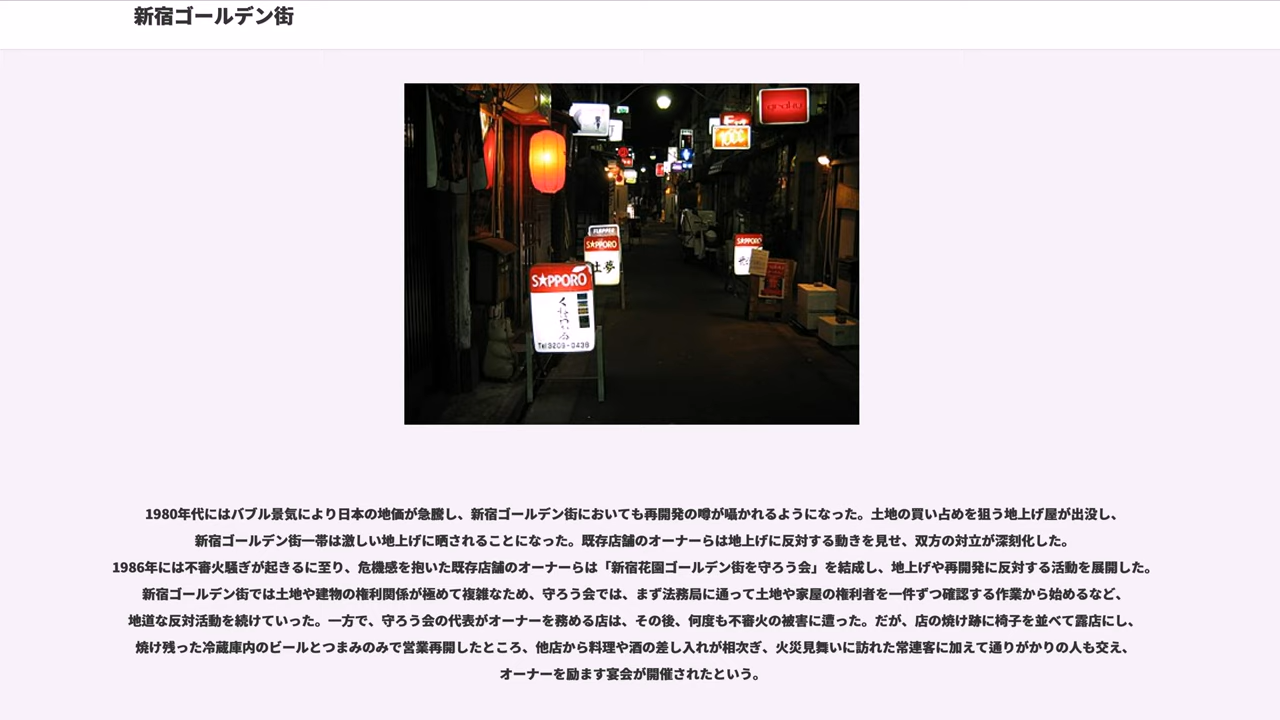 新宿ゴールデン街
geeky
1000
FLAPPER
SAPPORO
吐夢
SAPPORO
SAPPORO
くぬぎはる
Tel 3209-0438
1980年代にはバブル景気により日本の地価が急騰し、新宿ゴールデン街においても再開発の噂が囁かれるようになった。土地の買い占めを狙う地上げ屋が出没し、
新宿ゴールデン街一帯は激しい地上げに晒されることになった。既存店舗のオーナーらは地上げに反対する動きを見せ、双方の対立が深刻化した。
1986年には不審火騒ぎが起きるに至り、危機感を抱いた既存店舗のオーナーらは「新宿花園ゴールデン街を守ろう会」を結成し、地上げや再開発に反対する活動を展開した。
新宿ゴールデン街では土地や建物の権利関係が極めて複雑なため、守ろう会では、まず法務局に通って土地や家屋の権利者を一件ずつ確認する作業から始めるなど、
地道な反対活動を続けていった。一方で、守ろう会の代表がオーナーを務める店は、その後、何度も不審火の被害に遭った。だが、店の焼け跡に椅子を並べて露店にし、
焼け残った冷蔵庫内のビールとつまみのみで営業再開したところ、他店から料理や酒の差し入れが相次ぎ、火災見舞いに訪れた常連客に加えて通りがかりの人も交え、
オーナーを励ます宴会が開催されたという。